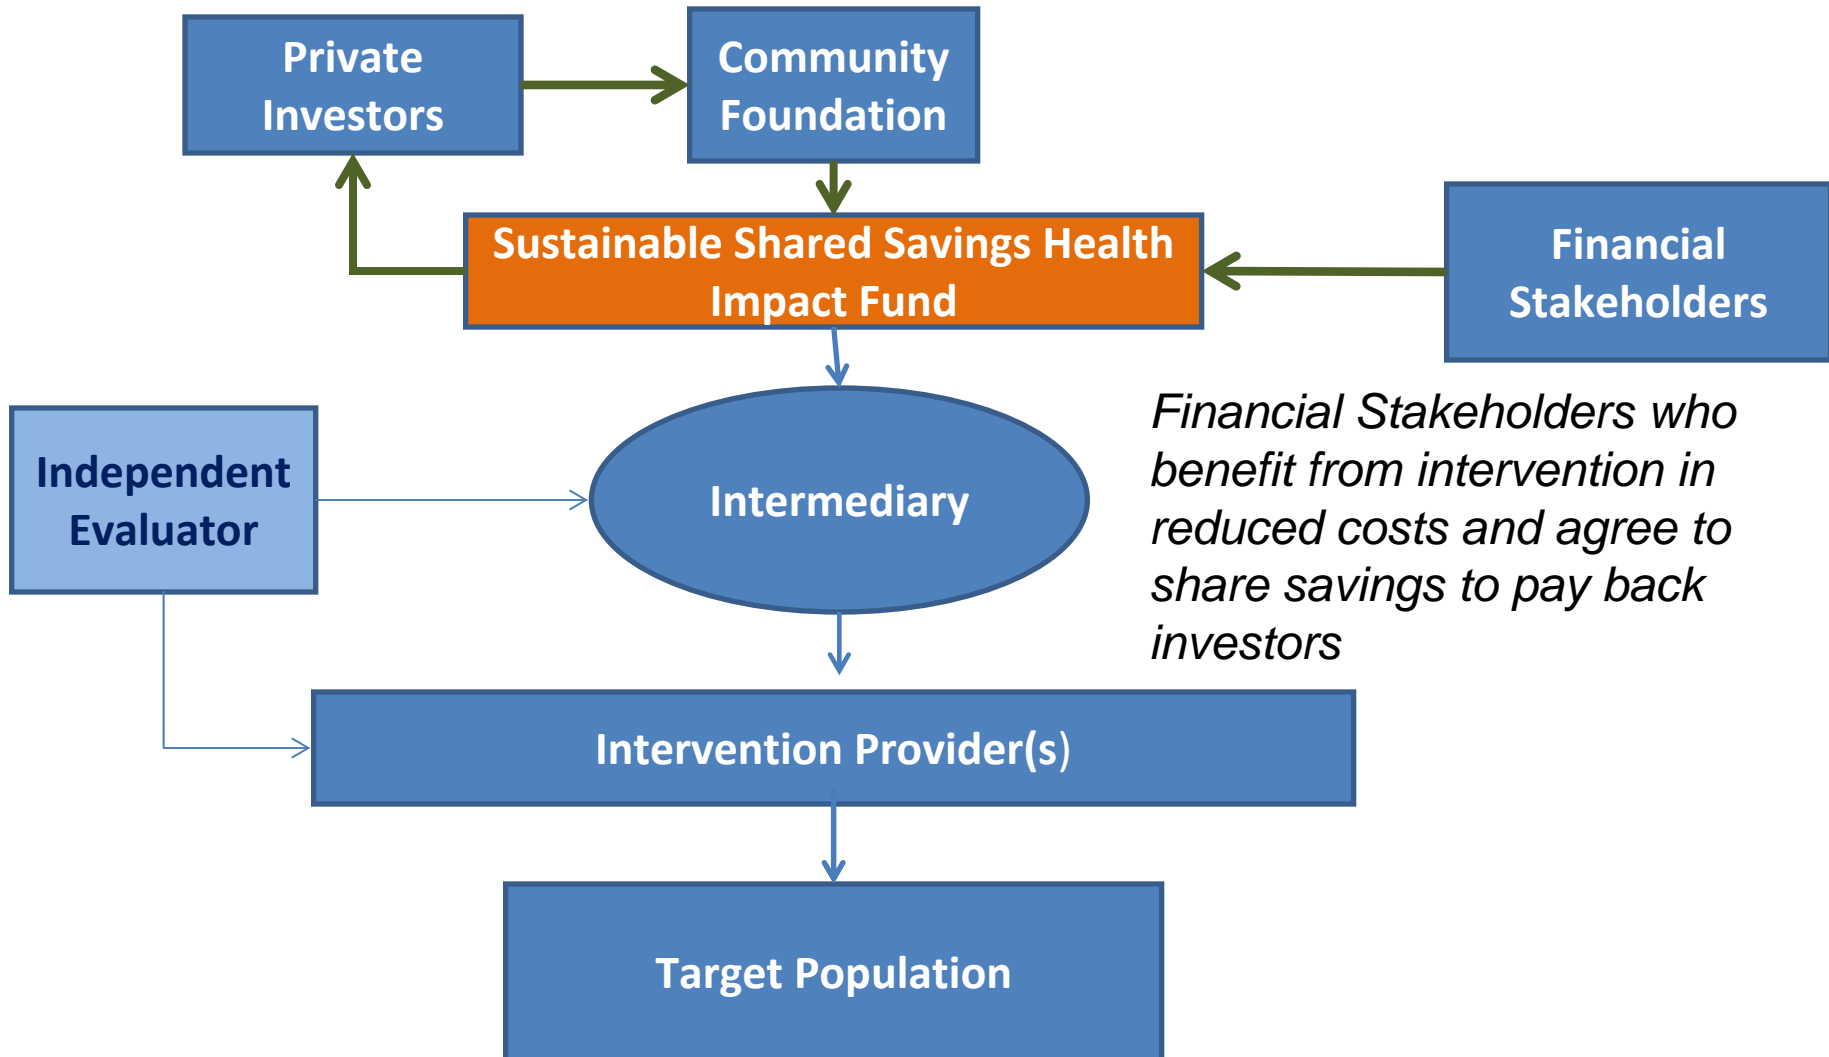 Private
Investors
Community
Foundation
Sustainable Shared Savings Health
Impact Fund
Financial
Stakeholders
Independent
Evaluator
Intermediary
Financial Stakeholders who
benefit from intervention in
reduced costs and agree to
share savings to pay back
investors
Intervention Provider(s)
Target Population